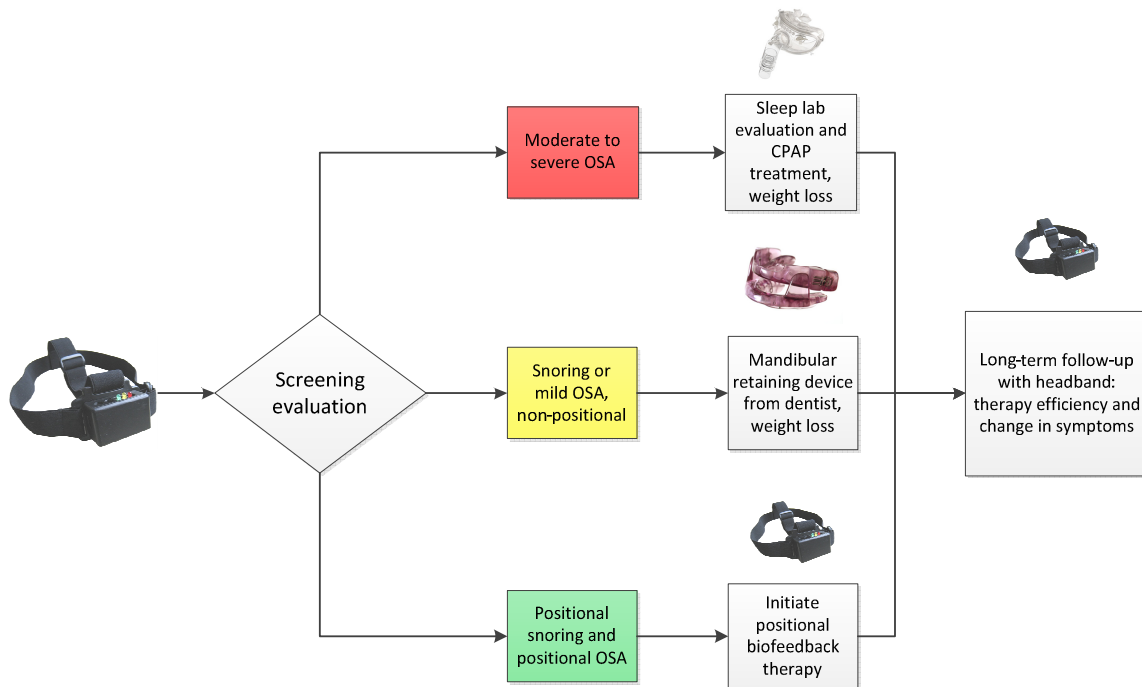 Screening
evaluation
Moderate to
severe OSA
Sleep lab
evaluation and
CPAP
treatment,
weight loss
Snoring or
mild OSA,
non-positional
Mandibular
retaining device
from dentist,
weight loss
Positional
snoring and
positional OSA
Initiate
positional
biofeedback
therapy
Long-term follow-up
with headband:
therapy efficiency and
change in symptoms